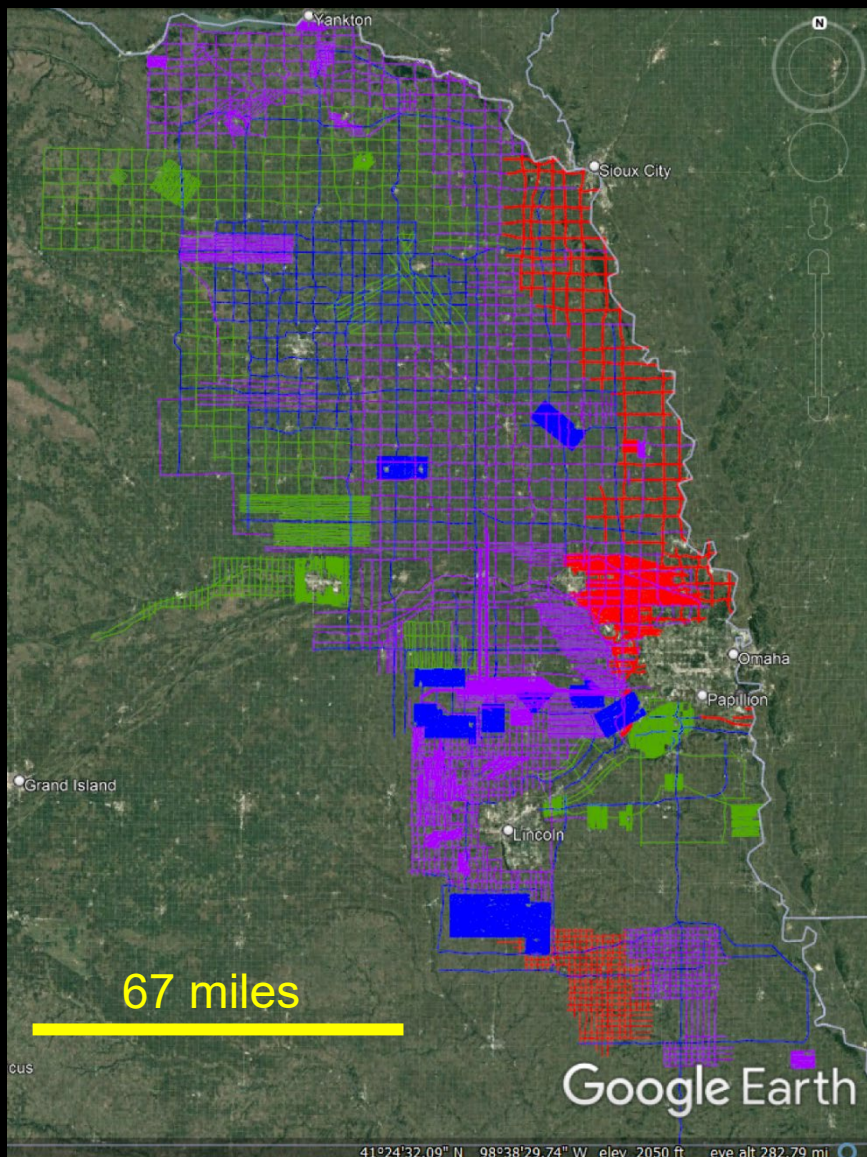 Yankton
N
Sioux City
Omaha
Papillion
Grand Island
Lincoln
67 miles
cus
Google Earth
41°24'32.09" N 98°38'29.74" W elev 2050 ft eye alt 282.79 mi